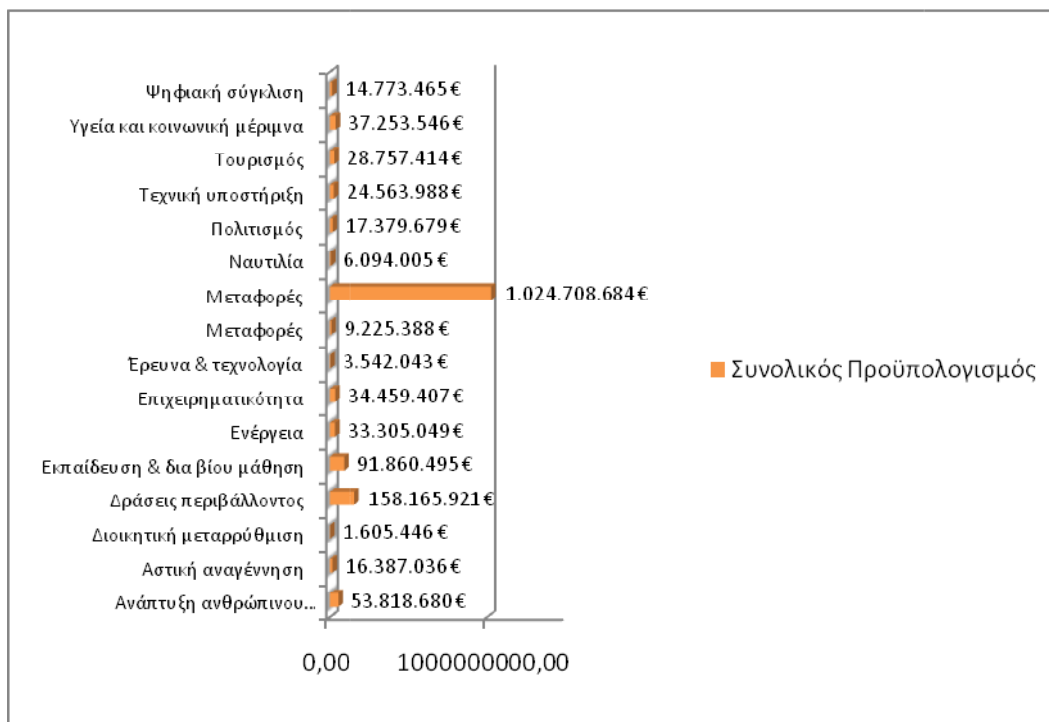 Ψηφιακή σύγκλιση 14.773.465 €
Υγεία και κοινωνική μέριμνα 37.253.546 €
Τουρισμός 28.757.414 €
Τεχνική υποστήριξη 24.563.988 €
Πολιτισμός 17.379.679 €
Ναυτιλία 6.094.005 €
Μεταφορές 1.024.708.684 €
Μεταφορές 9.225.388 €
Έρευνα & τεχνολογία 3.542.043 €
Επιχειρηματικότητα 34.459.407 €
Ενέργεια 33.305.049 €
Εκπαίδευση & δια βίου μάθηση 91.860.495 €
Δράσεις περιβάλλοντος 158.165.921 €
Διοικητική μεταρρύθμιση 1.605.446 €
Αστική αναγέννηση 16.387.036 €
Ανάπτυξη ανθρώπινου... 53.818.680 €
0,00 1000000000,00
Συνολικός Προϋπολογισμός